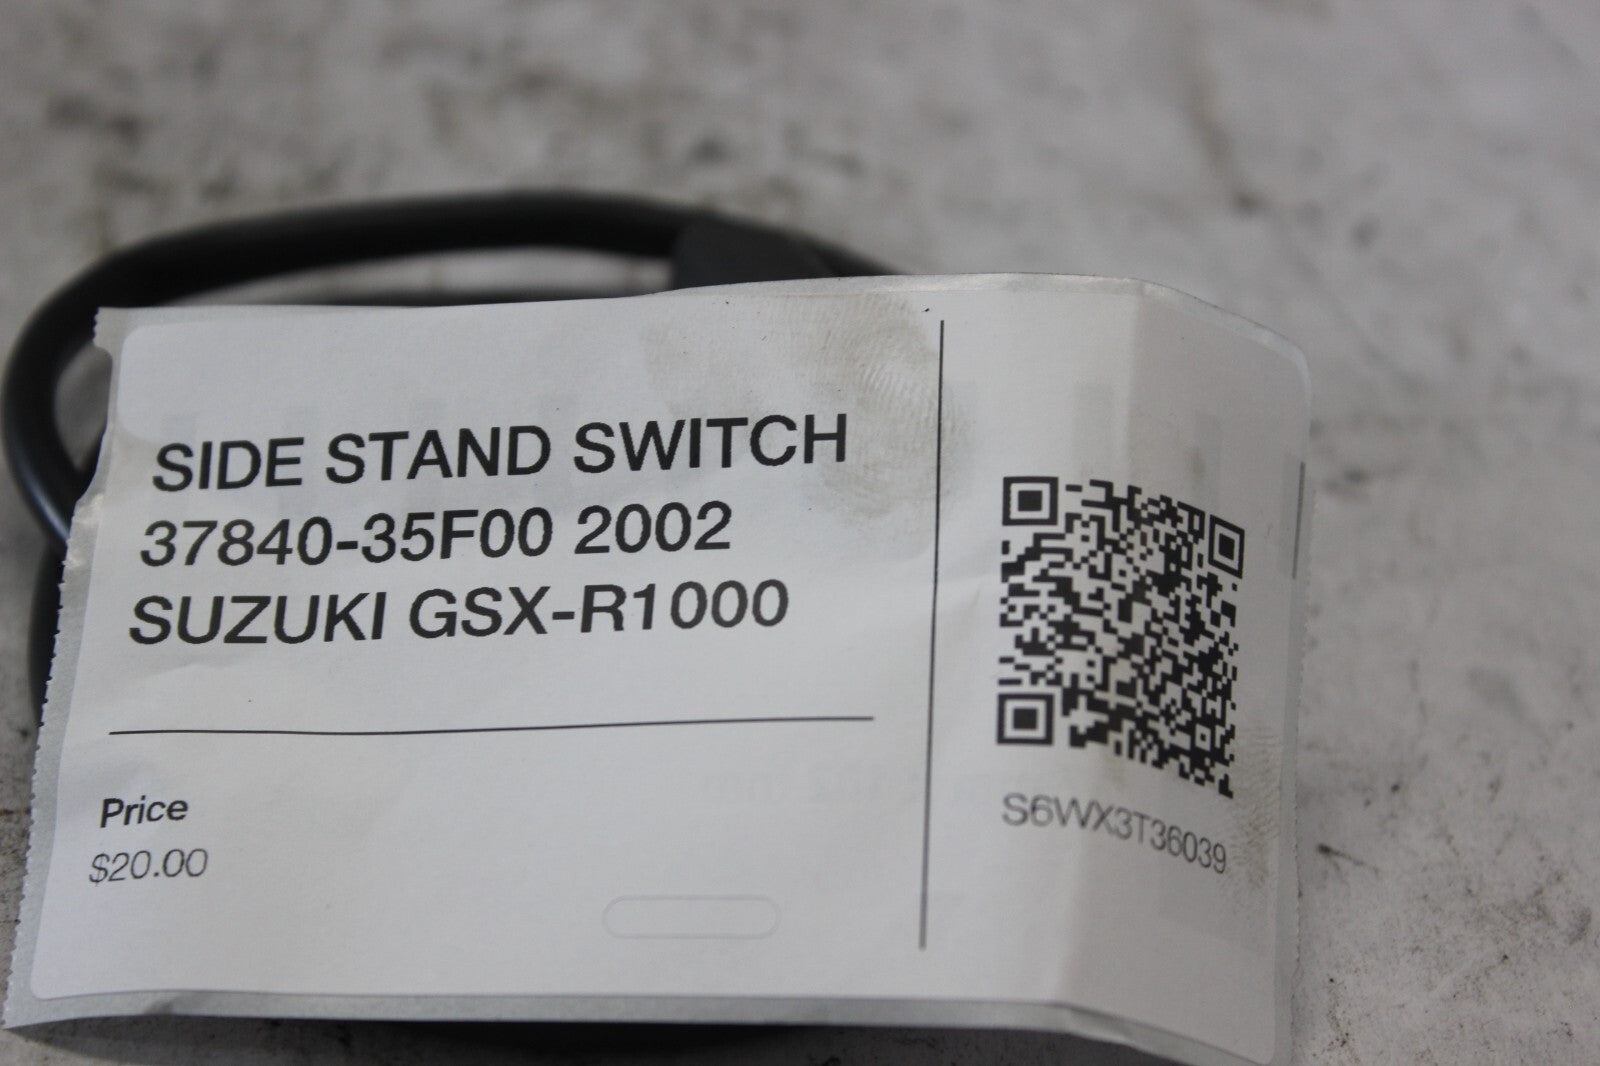 SIDE STAND SWITCH
37840-35F00 2002
SUZUKI GSX-R1000
Price
$20.00
S6WX3T36039